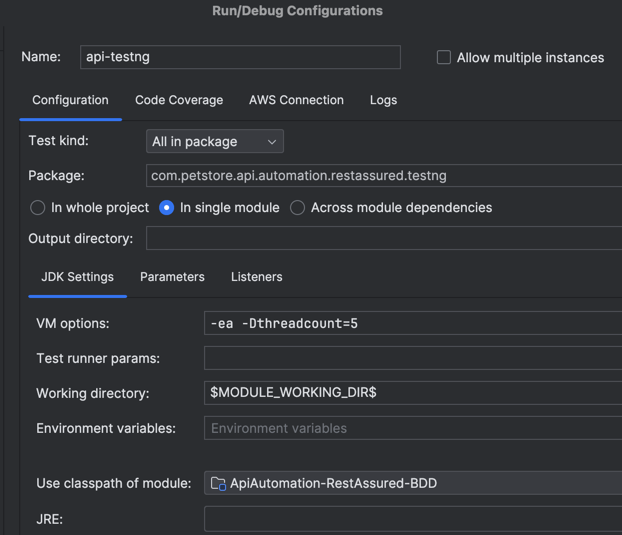 Run/Debug Configurations
Name: api-testng Allow multiple instances
Configuration Code Coverage AWS Connection Logs
Test kind: All in package
Package: com.petstore.api.automation.restassured.testng
In whole project In single module Across module dependencies
Output directory:
JDK Settings Parameters Listeners
VM options: -ea -Dthreadcount=5
Test runner params:
Working directory: $MODULE_WORKING_DIR$
Environment variables: Environment variables
Use classpath of module: ApiAutomation-RestAssured-BDD
JRE: